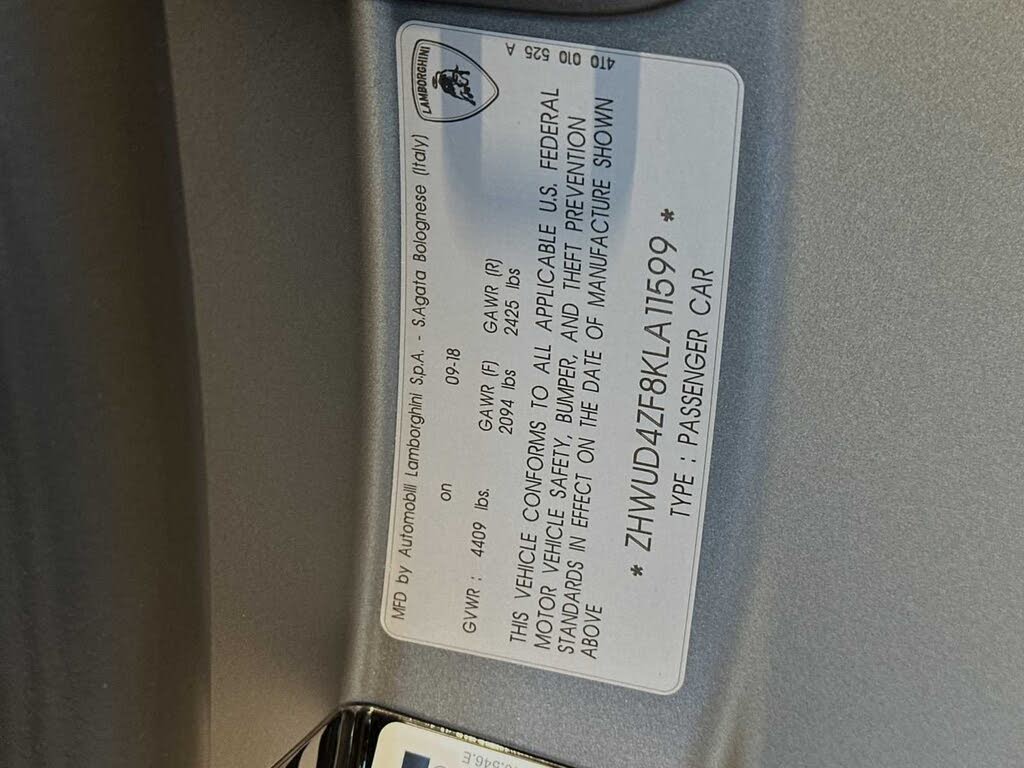 MFD by Automobili Lamborghini S.p.A. - S.Agata Bolognese (Italy)
LAMBORGHINI
on 09-18
GVWR : 4409 lbs. GAWR (F) GAWR (R)
2094 lbs 2425 lbs
THIS VEHICLE CONFORMS TO ALL APPLICABLE U.S. FEDERAL
MOTOR VEHICLE SAFETY, BUMPER, AND THEFT PREVENTION
STANDARDS IN EFFECT ON THE DATE OF MANUFACTURE SHOWN
ABOVE
* ZHWUD4ZF8KLA11599 *
TYPE : PASSENGER CAR
4T0 010 525 A